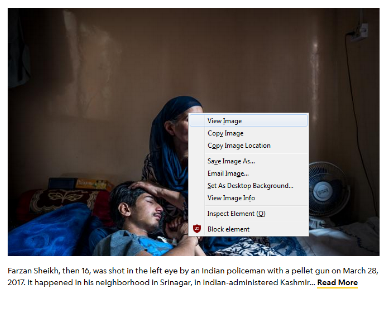 View Image
Copy Image
Copy Image Location
Save Image As...
Email Image...
Set As Desktop Background...
View Image Info
Inspect Element (Q)
Block element
Farzan Sheikh, then 16, was shot in the left eye by an Indian policeman with a pellet gun on March 28,
2017. It happened in his neighborhood in Srinagar, in Indian-administered Kashmir... Read More